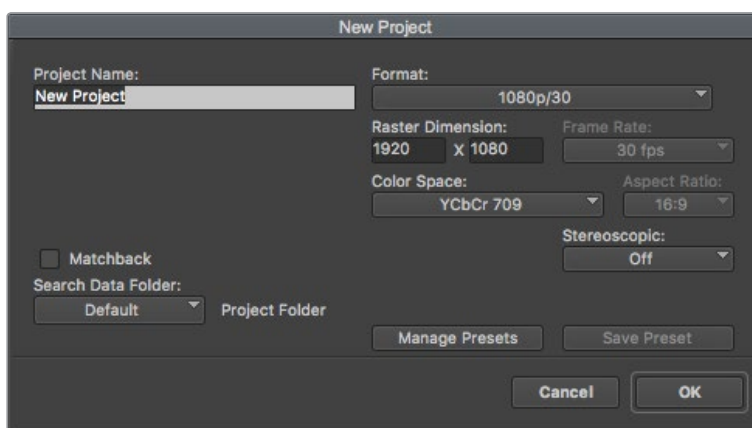 New Project
Project Name:
New Project
Format:
1080p/30
Raster Dimension:
1920 x 1080
Frame Rate:
30 fps
Color Space:
YCbCr 709
Aspect Ratio:
16:9
Stereoscopic:
Off
Matchback
Search Data Folder:
Default
Project Folder
Manage Presets
Save Preset
Cancel
OK